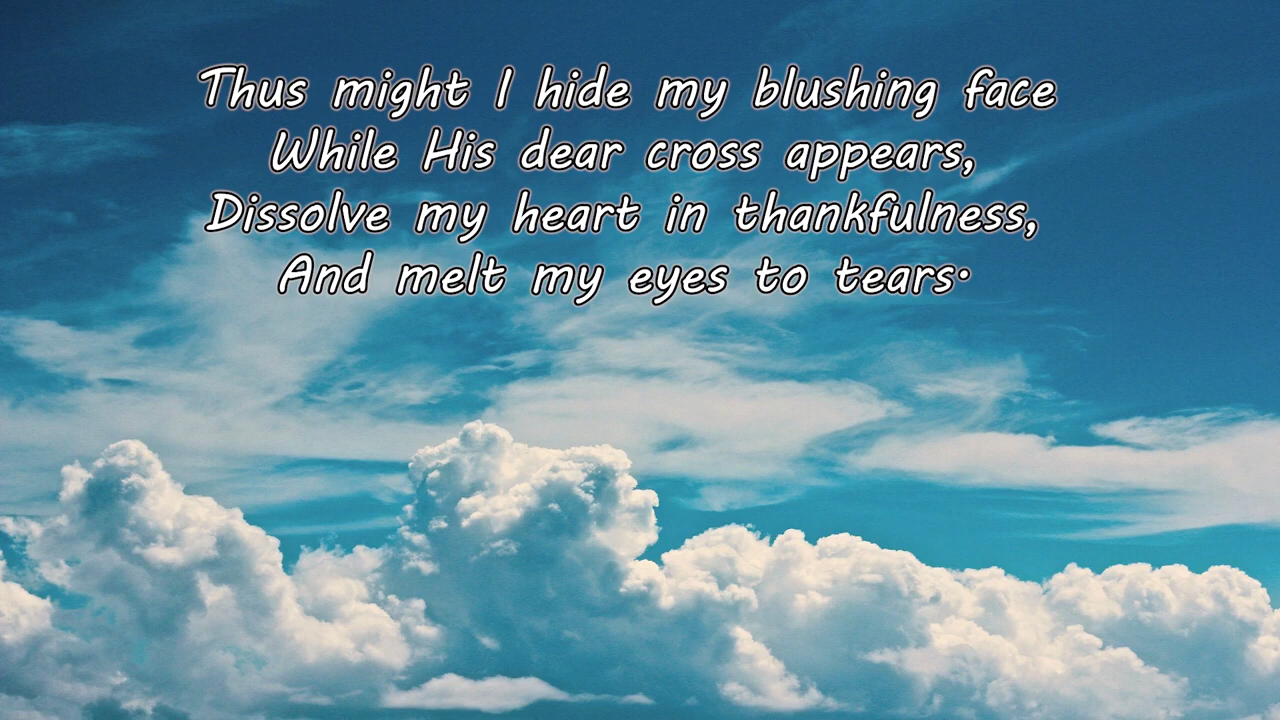 Thus might I hide my blushing face
While His dear cross appears,
Dissolve my heart in thankfulness,
And melt my eyes to tears.